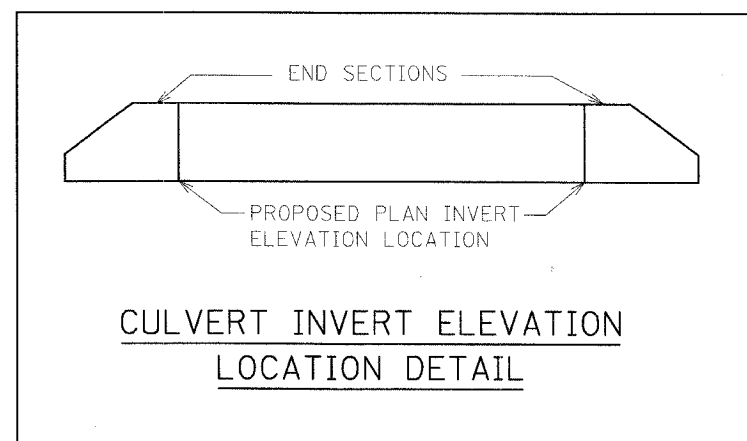 END SECTIONS
PROPOSED PLAN INVERT
ELEVATION LOCATION
CULVERT INVERT ELEVATION
LOCATION DETAIL